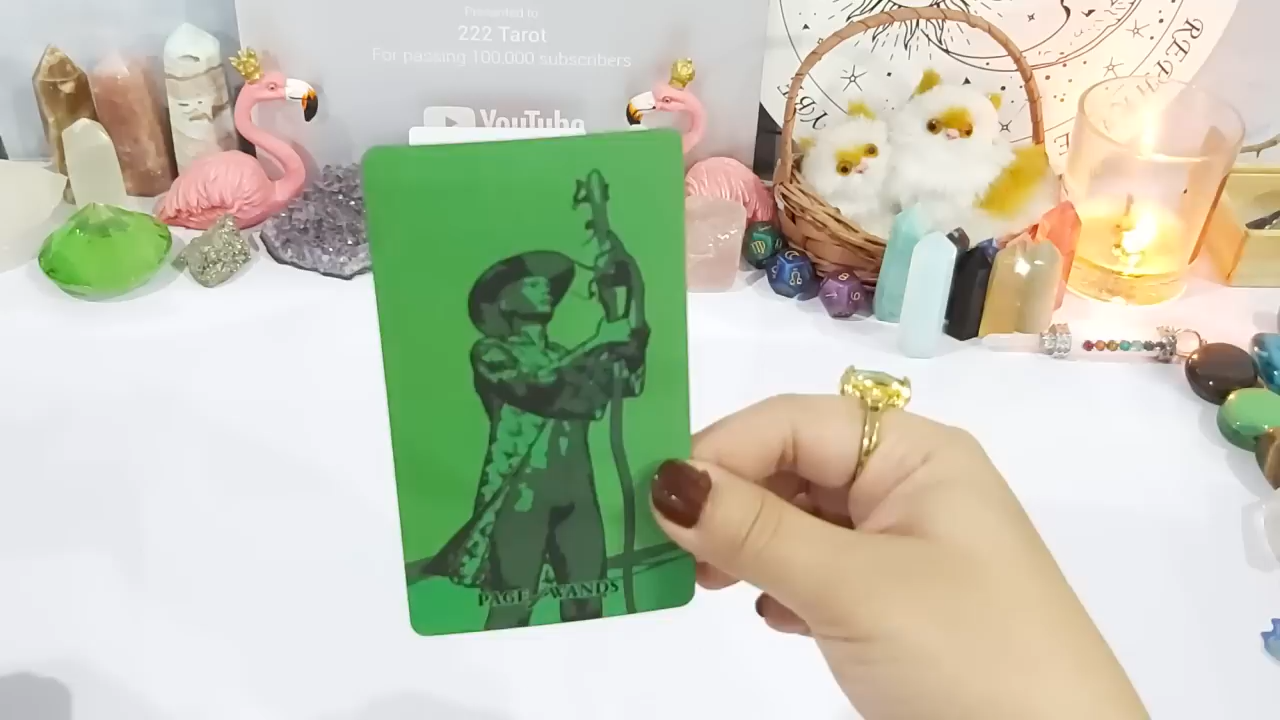 Presented to
222 Tarot
For passing 100,000 subscribers
YouTube
PAGE of WANDS